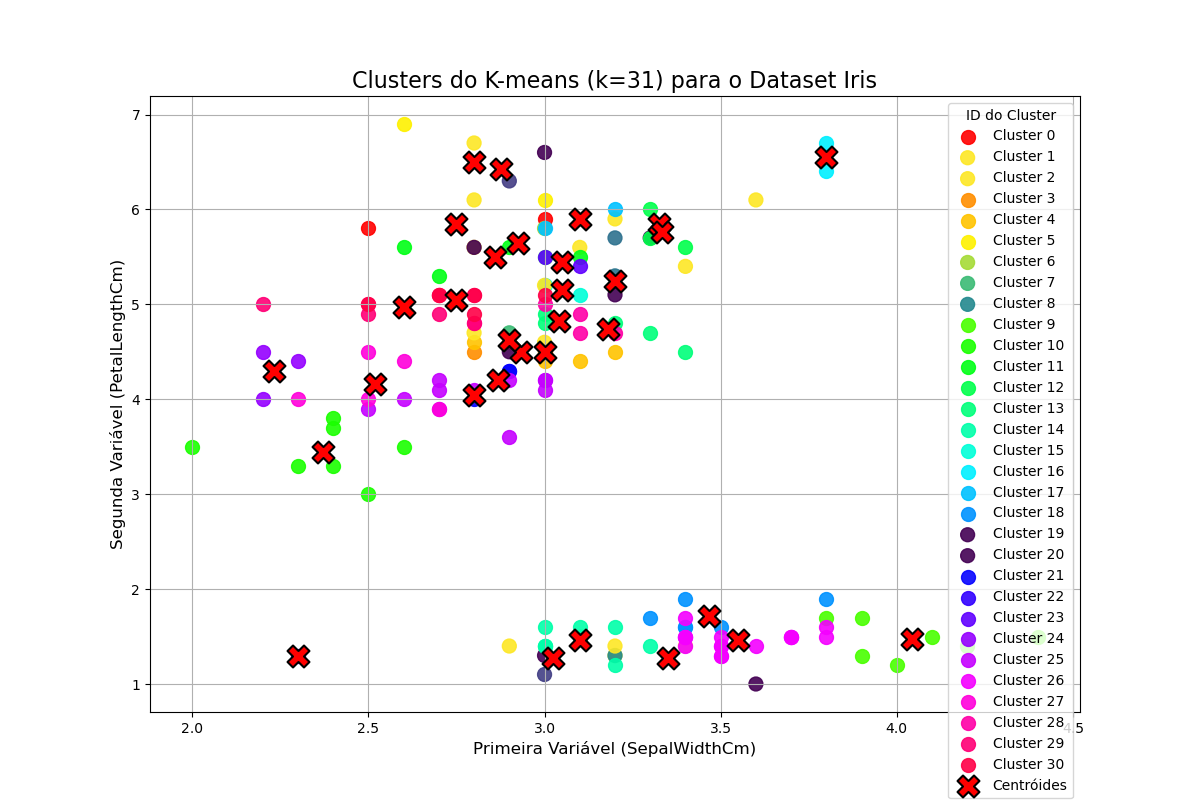 Clusters do K-means (k=31) para o Dataset Iris
ID do Cluster
Cluster 0
Cluster 1
Cluster 2
Cluster 3
Cluster 4
Cluster 5
Cluster 6
Cluster 7
Cluster 8
Cluster 9
Cluster 10
Cluster 11
Cluster 12
Cluster 13
Cluster 14
Cluster 15
Cluster 16
Cluster 17
Cluster 18
Cluster 19
Cluster 20
Cluster 21
Cluster 22
Cluster 23
Cluster 24
Cluster 25
Cluster 26
Cluster 27
Cluster 28
Cluster 29
Cluster 30
Centróides
Segunda Variável (PetalLengthCm)
7
6
5
4
3
2
1
2.0
2.5
3.0
3.5
4.0
4.5
Primeira Variável (SepalWidthCm)